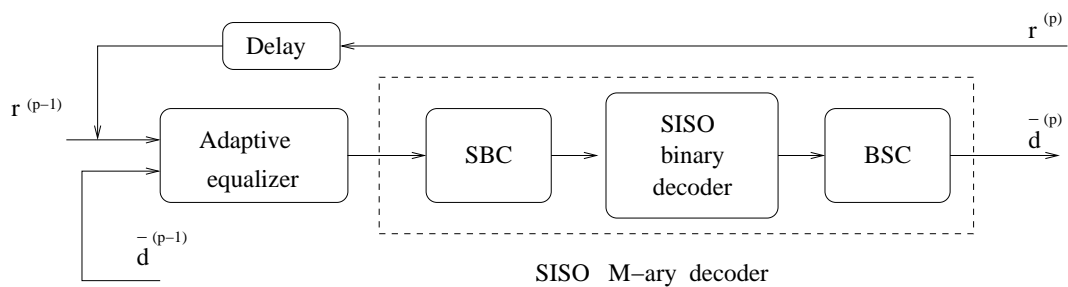 Delay
r (p)
r (p–1)
Adaptive
equalizer
SBC
SISO
binary
decoder
BSC
d̄ (p)
d̄ (p–1)
SISO M–ary decoder